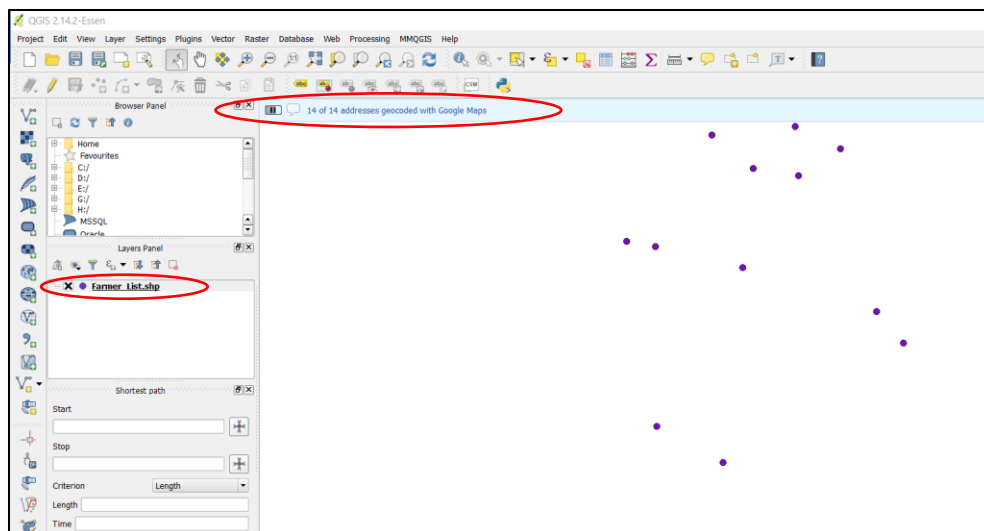 QGIS 2.14.2-Essen
Project Edit View Layer Settings Plugins Vector Raster Database Web Processing MMQGIS Help
abc
CSW
Browser Panel
14 of 14 addresses geocoded with Google Maps
Home
Favourites
C:/
D:/
E:/
G:/
H:/
MSSQL
Oracle
Layers Panel
Farmer_List.shp
Shortest path
Start
Stop
Criterion Length
Length
Time